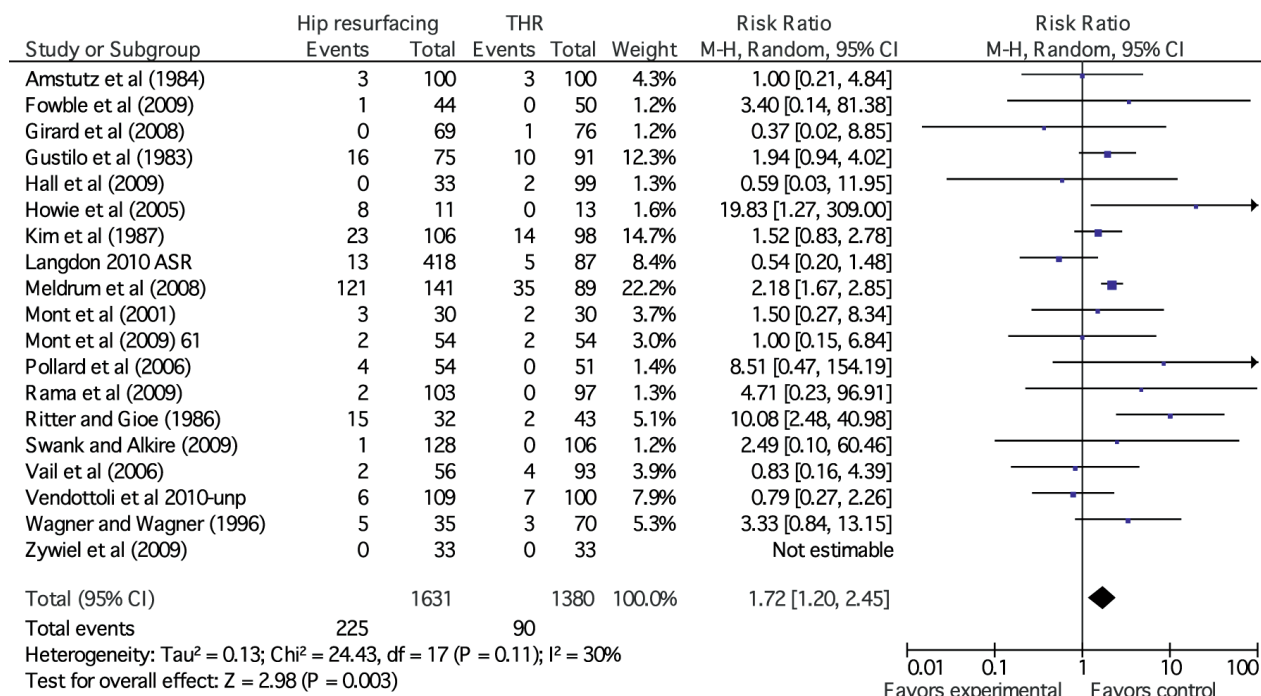 Hip resurfacing THR Risk Ratio Risk Ratio
Study or Subgroup Events Total Events Total Weight M-H, Random, 95% CI M-H, Random, 95% CI
Amstutz et al (1984) 3 100 3 100 4.3% 1.00 [0.21, 4.84]
Fowble et al (2009) 1 44 0 50 1.2% 3.40 [0.14, 81.38]
Girard et al (2008) 0 69 1 76 1.2% 0.37 [0.02, 8.85]
Gustilo et al (1983) 16 75 10 91 12.3% 1.94 [0.94, 4.02]
Hall et al (2009) 0 33 2 99 1.3% 0.59 [0.03, 11.95]
Howie et al (2005) 8 11 0 13 1.6% 19.83 [1.27, 309.00]
Kim et al (1987) 23 106 14 98 14.7% 1.52 [0.83, 2.78]
Langdon 2010 ASR 13 418 5 87 8.4% 0.54 [0.20, 1.48]
Meldrum et al (2008) 121 141 35 89 22.2% 2.18 [1.67, 2.85]
Mont et al (2001) 3 30 2 30 3.7% 1.50 [0.27, 8.34]
Mont et al (2009) 61 2 54 2 54 3.0% 1.00 [0.15, 6.84]
Pollard et al (2006) 4 54 0 51 1.4% 8.51 [0.47, 154.19]
Rama et al (2009) 2 103 0 97 1.3% 4.71 [0.23, 96.91]
Ritter and Gioe (1986) 15 32 2 43 5.1% 10.08 [2.48, 40.98]
Swank and Alkire (2009) 1 128 0 106 1.2% 2.49 [0.10, 60.46]
Vail et al (2006) 2 56 4 93 3.9% 0.83 [0.16, 4.39]
Vendottoli et al 2010-unp 6 109 7 100 7.9% 0.79 [0.27, 2.26]
Wagner and Wagner (1996) 5 35 3 70 5.3% 3.33 [0.84, 13.15]
Zywiel et al (2009) 0 33 0 33 Not estimable
Total (95% CI) 1631 1380 100.0% 1.72 [1.20, 2.45]
Total events 225 90
Heterogeneity: Tau² = 0.13; Chi² = 24.43, df = 17 (P = 0.11); I² = 30%
Test for overall effect: Z = 2.98 (P = 0.003)
0.01 0.1 1 10 100
Favors experimental Favors control